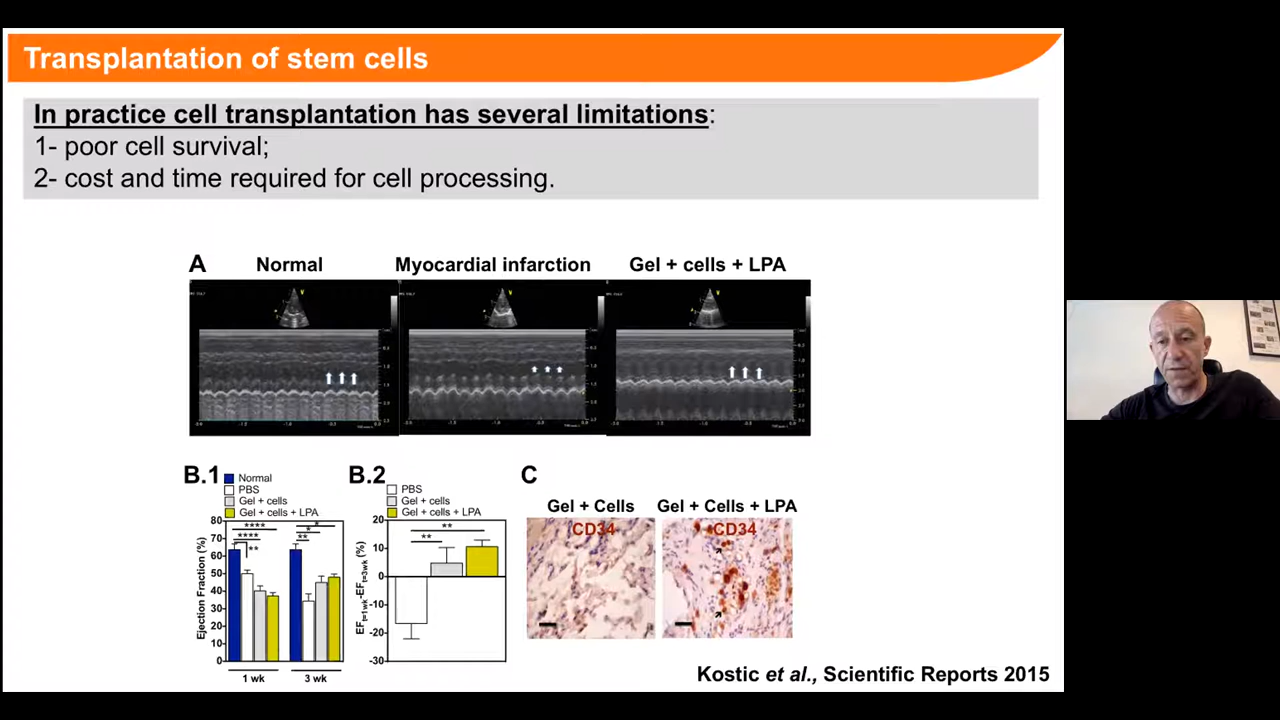 Transplantation of stem cells
In practice cell transplantation has several limitations:
1- poor cell survival;
2- cost and time required for cell processing.
A
Normal
Myocardial infarction
Gel + cells + LPA
B.1
Normal
PBS
Gel + cells
Gel + cells + LPA
Ejection Fraction (%)
80
70
60
50
40
30
20
10
0
****
****
**
*
*
**
1 wk
3 wk
B.2
PBS
Gel + cells
Gel + cells + LPA
EFt=1wk-EFt=3wk (%)
20
10
0
-10
-20
-30
**
**
C
Gel + Cells
Gel + Cells + LPA
CD34
CD34
Kostic et al., Scientific Reports 2015